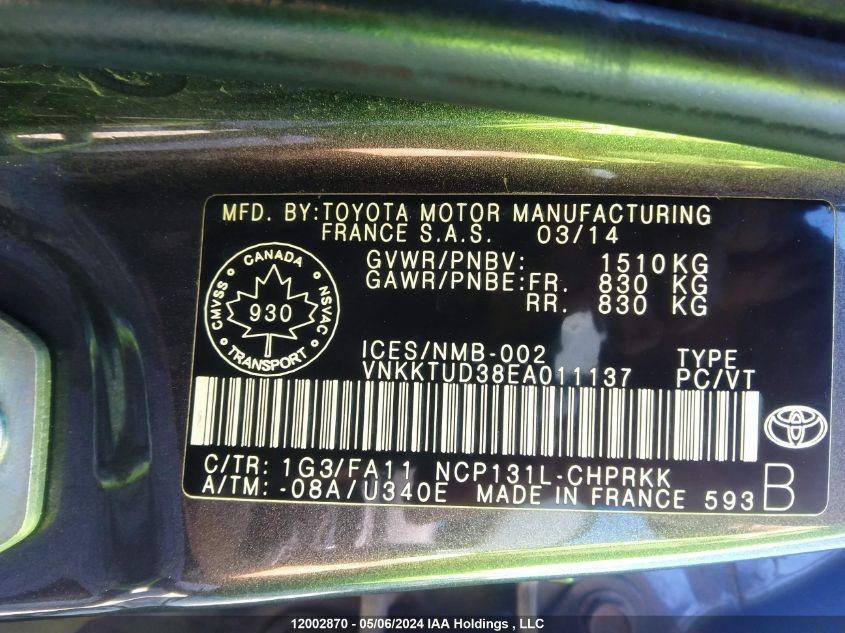 MFD. BY:TOYOTA MOTOR MANUFACTURING
FRANCE S.A.S. 03/14
GVWR/PNBV: 1510KG
GAWR/PNBE:FR. 830 KG
RR. 830 KG
CANADA
CMVSS
NSVAC
930
TRANSPORT
ICES/NMB-002 TYPE
VNKKTUD38EA011137 PC/VT
C/TR: 1G3/FA11 NCP131L-CHPRKK
A/TM: -08A/U340E MADE IN FRANCE 593 B
12002870 - 05/06/2024 IAA Holdings , LLC